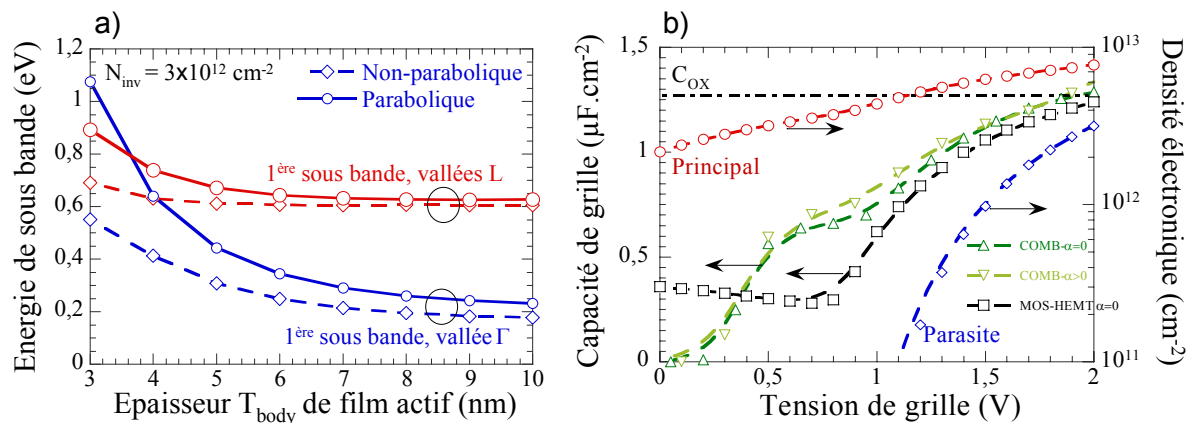 a)
Energie de sous bande (eV)
1,2
1
0,8
0,6
0,4
0,2
0
N_inv = 3x10^12 cm^-2
Non-parabolique
Parabolique
1ère sous bande, vallées L
1ère sous bande, vallée Γ
3 4 5 6 7 8 9 10
Epaisseur T_body de film actif (nm)
b)
Capacité de grille (µF.cm^-2)
1,5
1
0,5
0
C_OX
Principal
Parasite
COMB-α=0
COMB-α>0
MOS-HEMT α=0
0 0,5 1 1,5 2
Tension de grille (V)
10^13
10^12
10^11
Densité électronique (cm^-2)